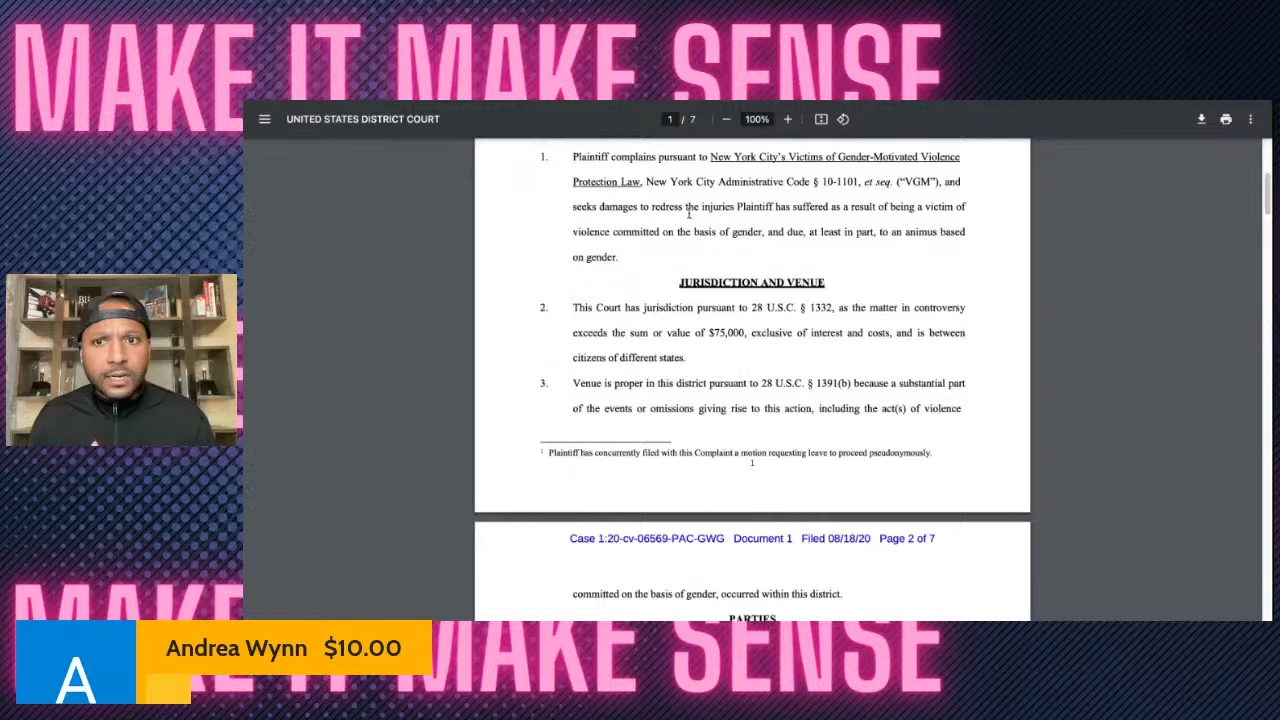 MAKE IT MAKE SENSE
UNITED STATES DISTRICT COURT
1 / 7
100%
1. Plaintiff complains pursuant to New York City's Victims of Gender-Motivated Violence
Protection Law, New York City Administrative Code § 10-1101, et seq. (“VGM”), and
seeks damages to redress the injuries Plaintiff has suffered as a result of being a victim of
violence committed on the basis of gender, and due, at least in part, to an animus based
on gender.
JURISDICTION AND VENUE
2. This Court has jurisdiction pursuant to 28 U.S.C. § 1332, as the matter in controversy
exceeds the sum or value of $75,000, exclusive of interest and costs, and is between
citizens of different states.
3. Venue is proper in this district pursuant to 28 U.S.C. § 1391(b) because a substantial part
of the events or omissions giving rise to this action, including the act(s) of violence
1 Plaintiff has concurrently filed with this Complaint a motion requesting leave to proceed pseudonymously.
1
Case 1:20-cv-06569-PAC-GWG Document 1 Filed 08/18/20 Page 2 of 7
committed on the basis of gender, occurred within this district.
PARTIES
MAKE IT MAKE SENSE
Andrea Wynn $10.00
A